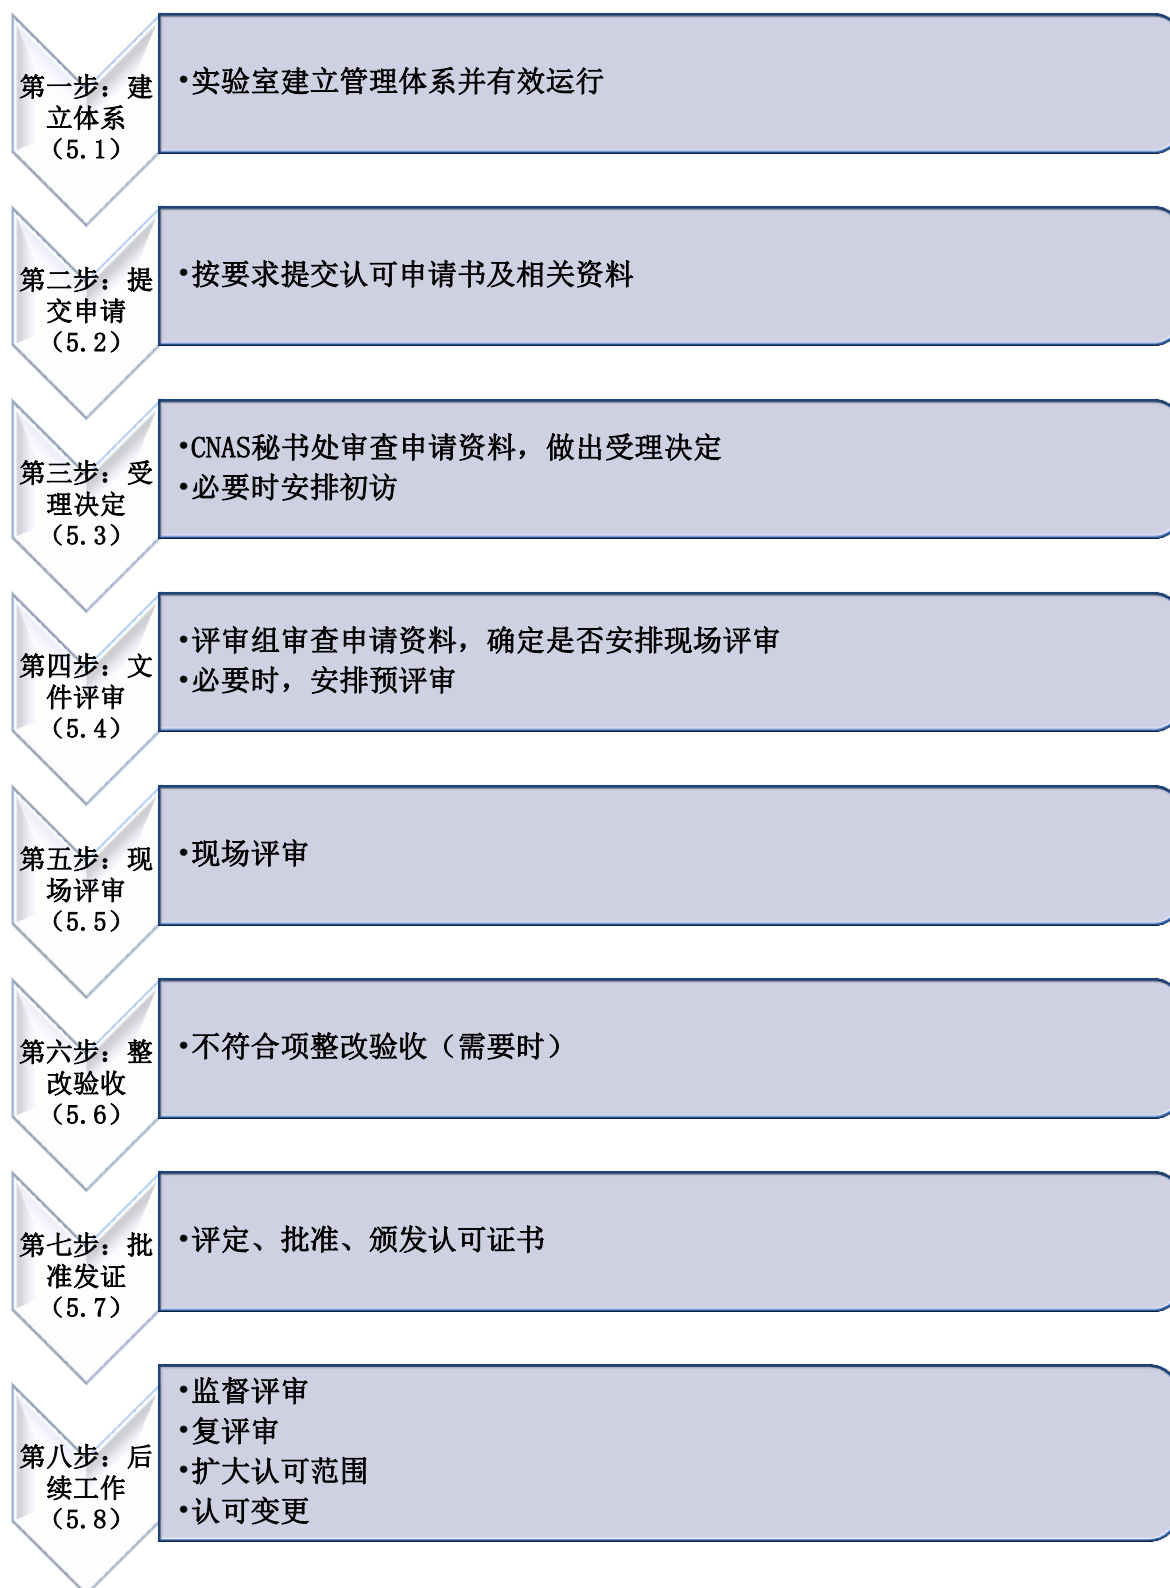 第一步：建
立体系
（5.1）
•实验室建立管理体系并有效运行
第二步：提
交申请
（5.2）
•按要求提交认可申请书及相关资料
第三步：受
理决定
（5.3）
•CNAS秘书处审查申请资料，做出受理决定
•必要时安排初访
第四步：文
件评审
（5.4）
•评审组审查申请资料，确定是否安排现场评审
•必要时，安排预评审
第五步：现
场评审
（5.5）
•现场评审
第六步：整
改验收
（5.6）
•不符合项整改验收（需要时）
第七步：批
准发证
（5.7）
•评定、批准、颁发认可证书
第八步：后
续工作
（5.8）
•监督评审
•复评审
•扩大认可范围
•认可变更